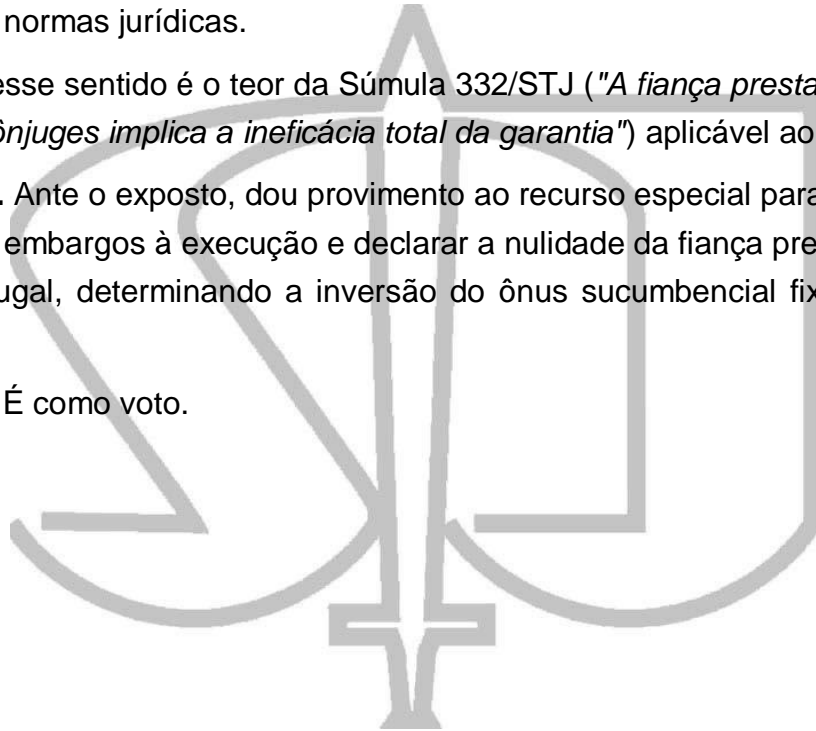 normas jurídicas.
esse sentido é o teor da Súmula 332/STJ ("A fiança presta
ônjuges implica a ineficácia total da garantia") aplicável ao
. Ante o exposto, dou provimento ao recurso especial para
embargos à execução e declarar a nulidade da fiança pre
ugal, determinando a inversão do ônus sucumbencial fix
É como voto.